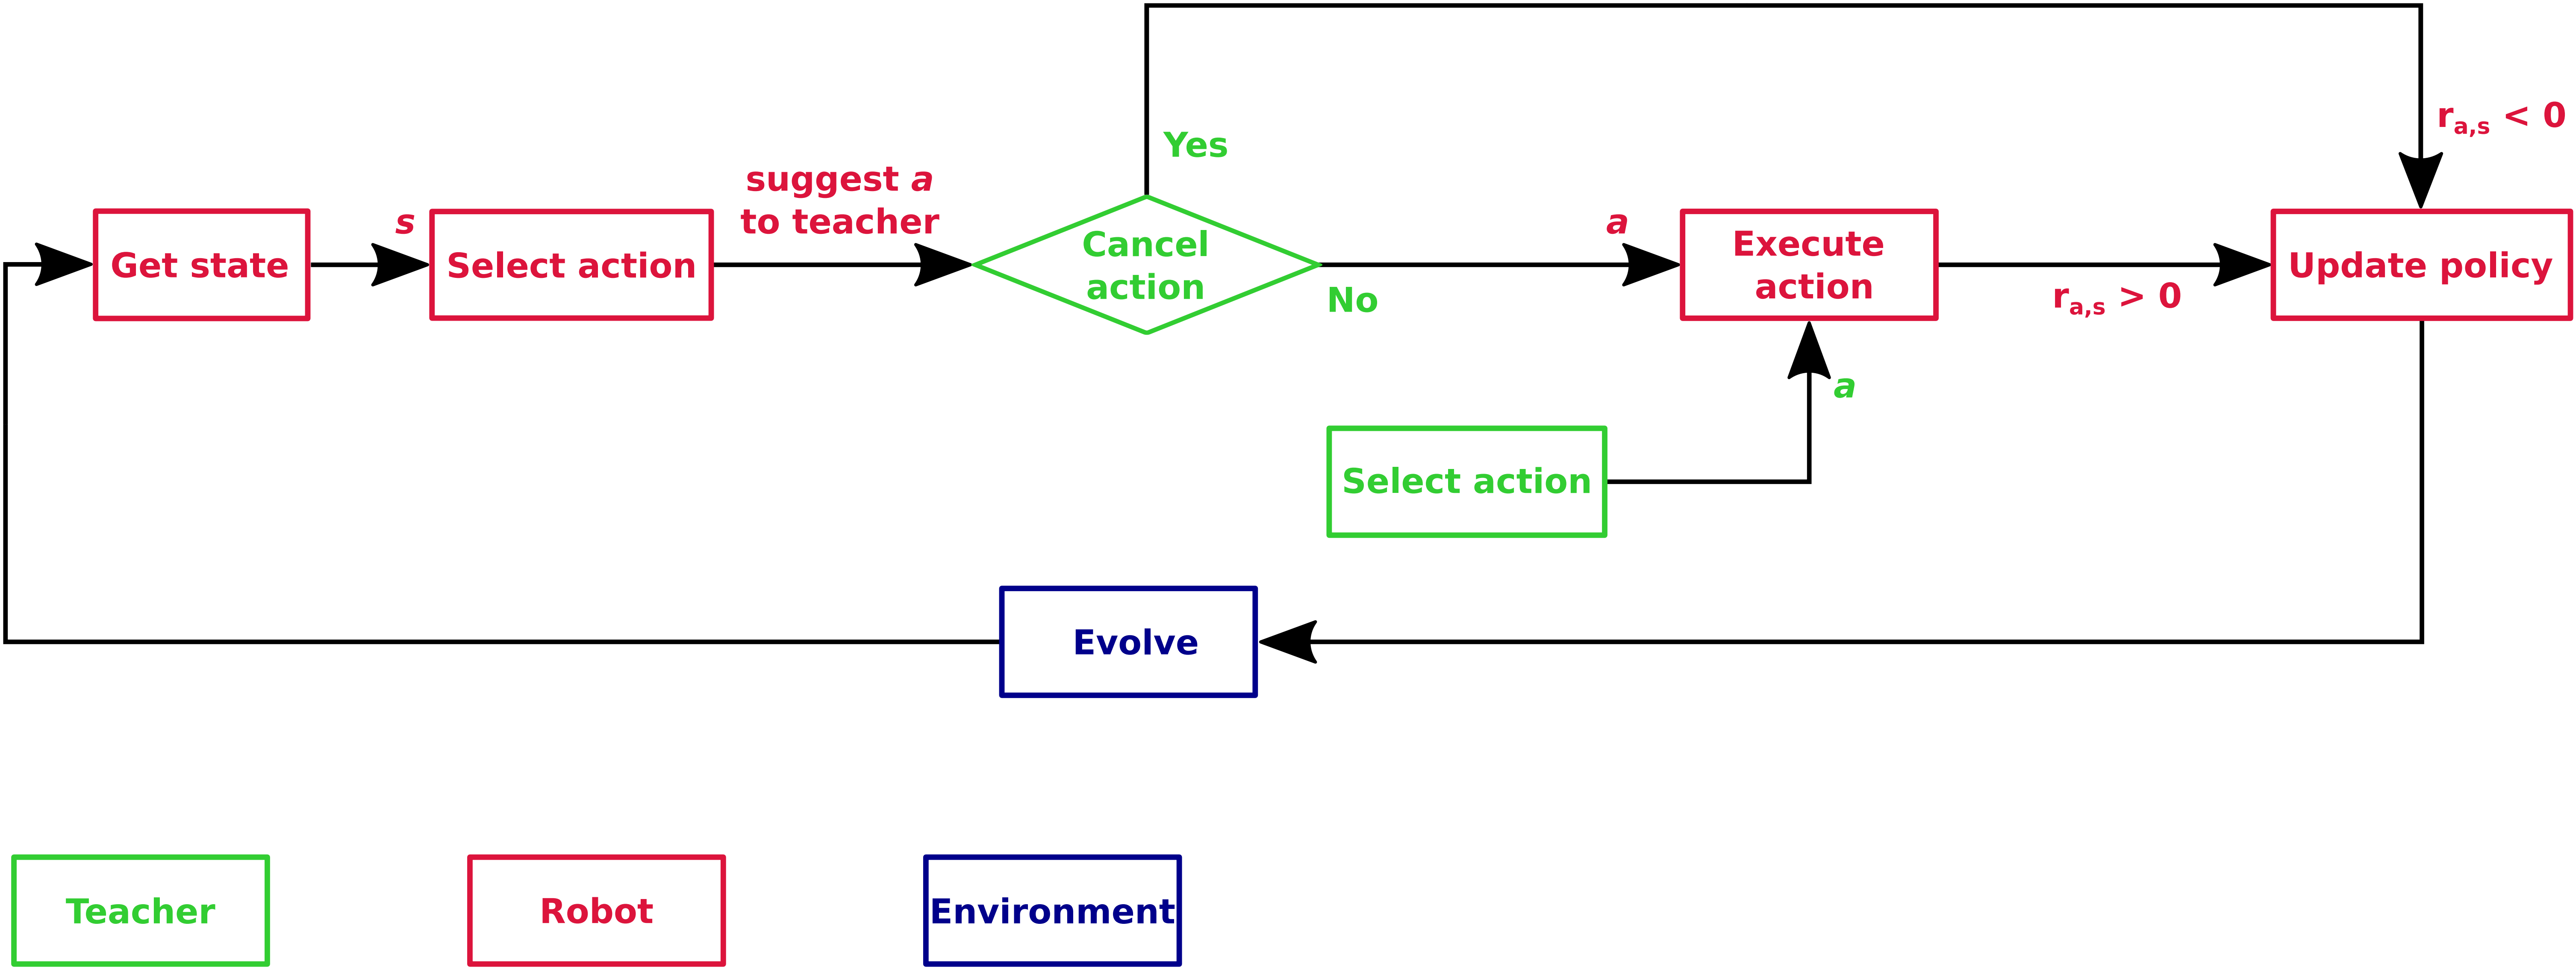 r_a,s < 0
Yes
suggest a
to teacher
s
a
Get state
Select action
Cancel
action
Execute
action
Update policy
No
r_a,s > 0
a
Select action
Evolve
Teacher
Robot
Environment